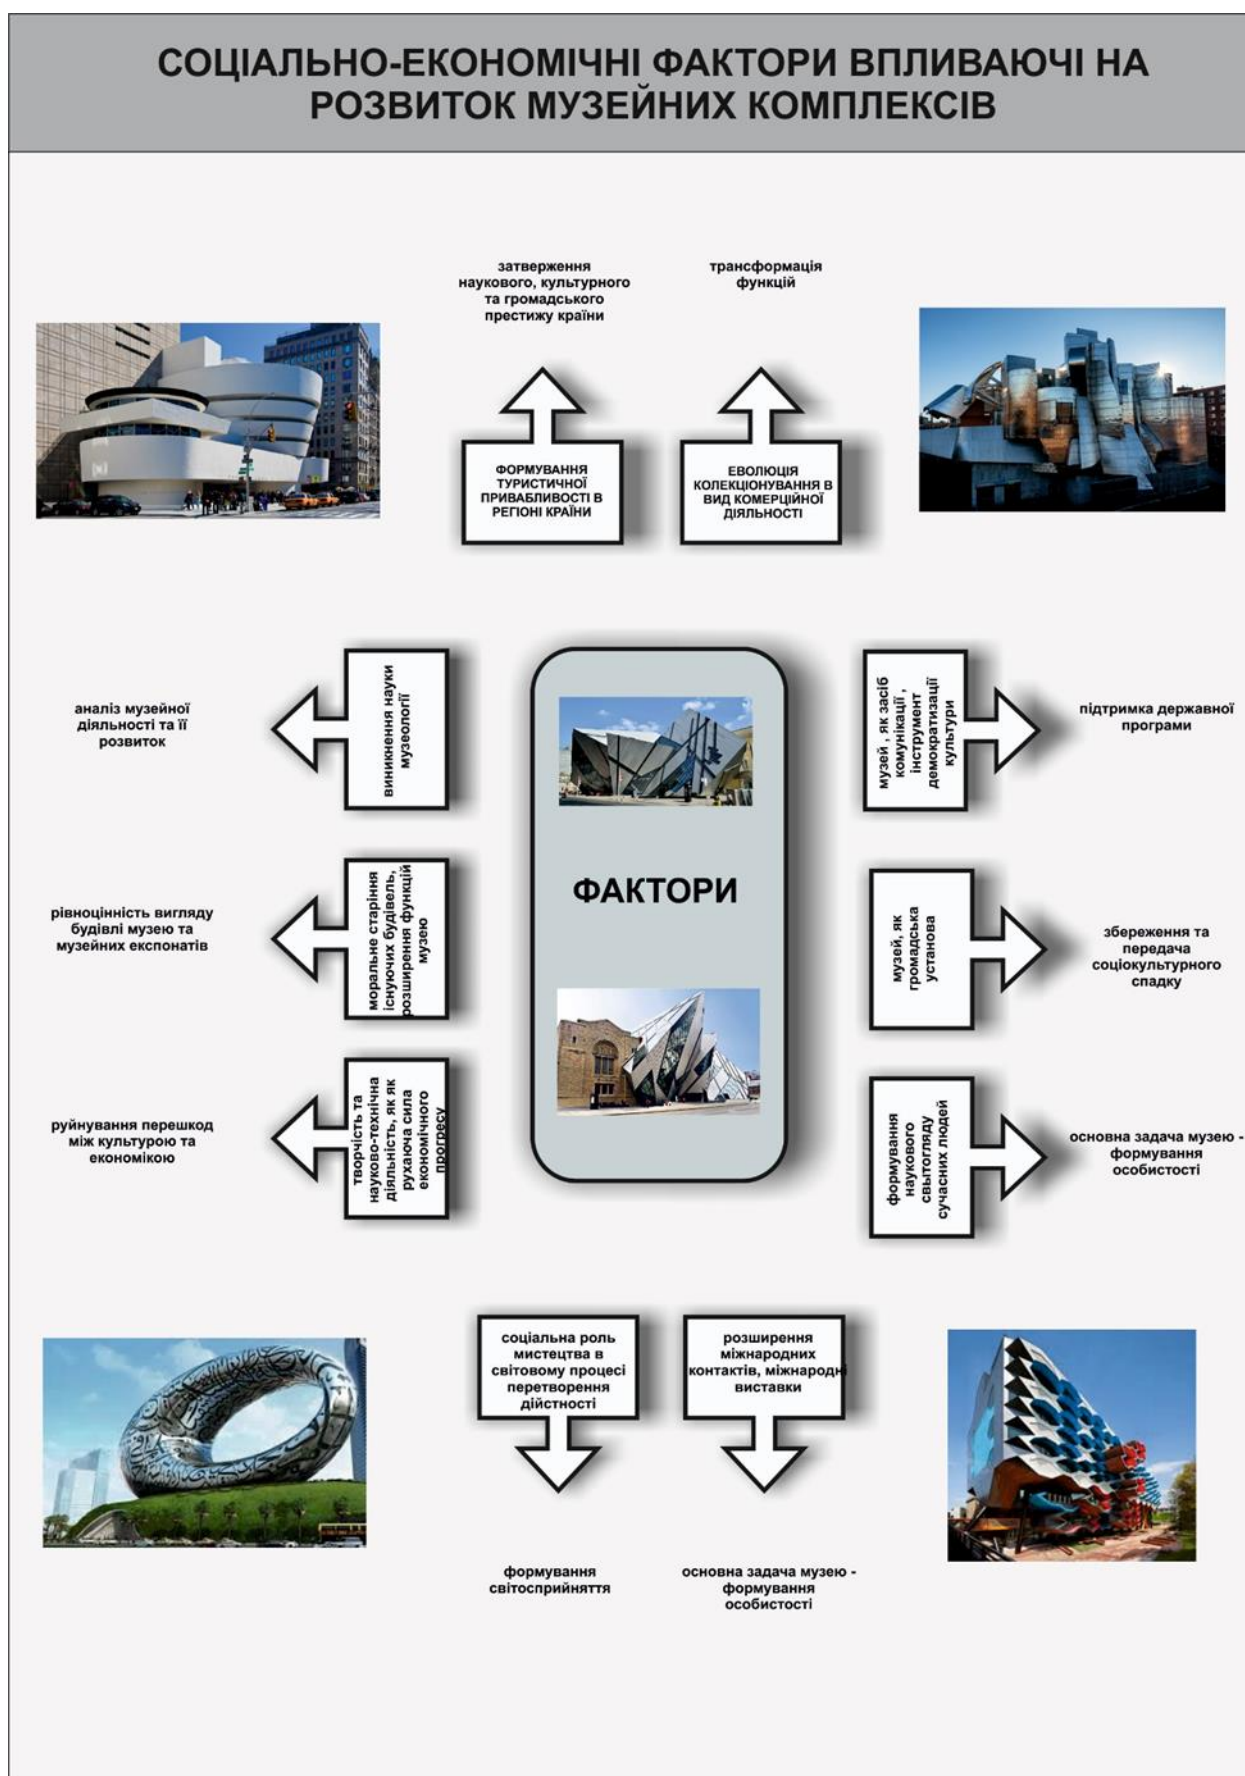 СОЦІАЛЬНО-ЕКОНОМІЧНІ ФАКТОРИ ВПЛИВАЮЧІ НА
РОЗВИТОК МУЗЕЙНИХ КОМПЛЕКСІВ
затверження
наукового, культурного
та громадського
престижу країни
трансформація
функцій
ФОРМУВАННЯ
ТУРИСТИЧНОЇ
ПРИВАБЛИВОСТІ В
РЕГІОНІ КРАЇНИ
ЕВОЛЮЦІЯ
КОЛЕКЦІОНУВАННЯ В
ВИД КОМЕРЦІЙНОЇ
ДІЯЛЬНОСТІ
аналіз музейної
діяльності та її
розвиток
виникнення науки
музеології
музей , як засіб
комунікації ,
інструмент
демократизації
культури
підтримка державної
програми
рівноцінність вигляду
будівлі музею та
музейних експонатів
моральне старіння
існуючих будівель,
розширення функцій
музею
ФАКТОРИ
музей, як
громадська
установа
збереження та
передача
соціокультурного
спадку
руйнування перешкод
між культурою та
економікою
творчість та
науково-технічна
діяльність, як як
рухаюча сила
економічного
прогресу
формування
наукового
свытогляду
сучасних людей
основна задача музею -
формування
особистості
соціальна роль
мистецтва в
світовому процесі
перетворення
дійстності
розширення
міжнародних
контактів, міжнародні
виставки
формування
світосприйняття
основна задача музею -
формування
особистості